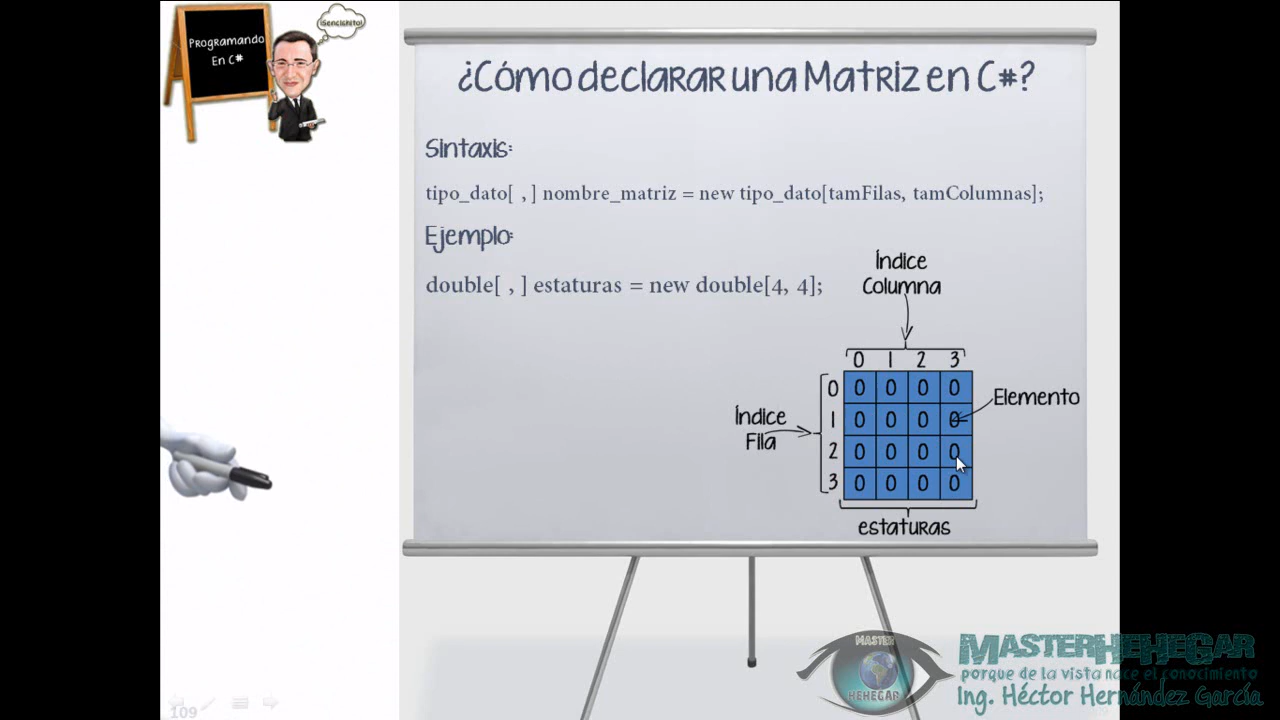 ¡Sencillito!
Programando
En C#
¿Cómo declarar una Matriz en C#?
Sintaxis:
tipo_dato[ , ] nombre_matriz = new tipo_dato[tamFilas, tamColumnas];
Ejemplo:
double[ , ] estaturas = new double[4, 4];
Índice
Columna
0 1 2 3
0 0 0 0 0
1 0 0 0 0
2 0 0 0 0
3 0 0 0 0
Elemento
Índice
Fila
estaturas
MASTER
HEHEGAR
MASTERHEHEGAR
porque de la vista nace el conocimiento
Ing. Héctor Hernández García
109